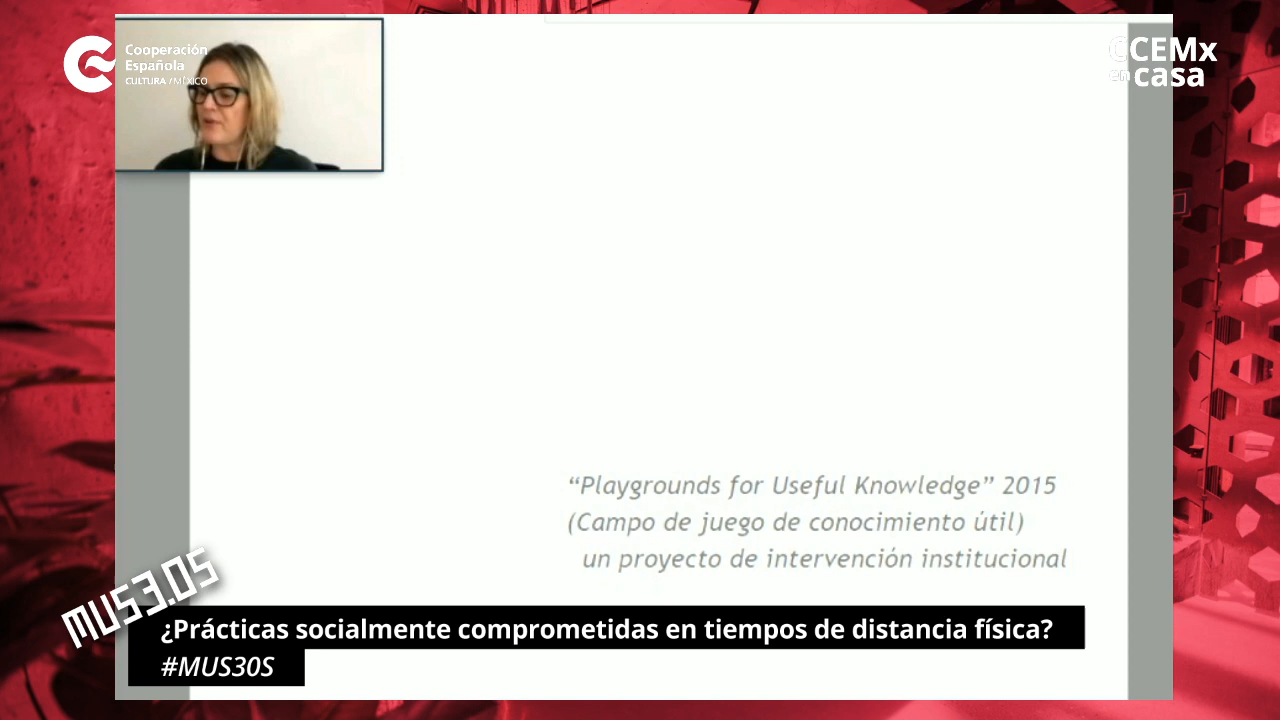 Cooperación
Española
CULTURA / MÉXICO
CCEMx
en casa
“Playgrounds for Useful Knowledge” 2015
(Campo de juego de conocimiento útil)
un proyecto de intervención institucional
MUS3.0S
¿Prácticas socialmente comprometidas en tiempos de distancia física?
#MUS30S